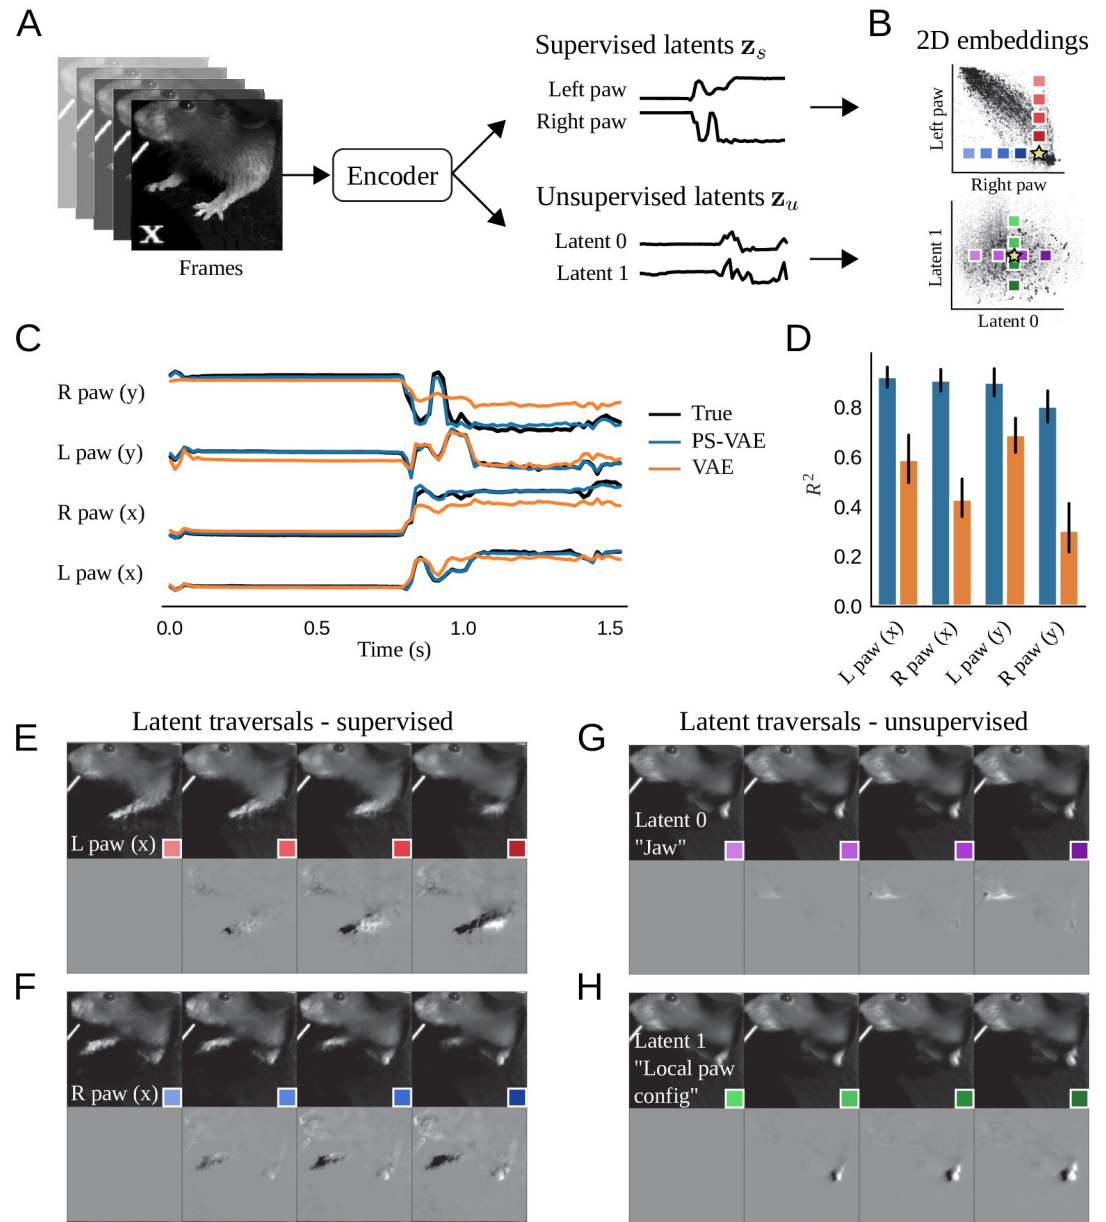 A
Frames
x
Encoder
Supervised latents zs
Left paw
Right paw
Unsupervised latents zu
Latent 0
Latent 1
B
2D embeddings
Left paw
Right paw
Latent 1
Latent 0
C
R paw (y)
L paw (y)
R paw (x)
L paw (x)
True
PS-VAE
VAE
0.0 0.5 1.0 1.5
Time (s)
D
R²
0.8
0.6
0.4
0.2
0.0
L paw (x)
R paw (x)
L paw (y)
R paw (y)
Latent traversals - supervised
E
L paw (x)
F
R paw (x)
Latent traversals - unsupervised
G
Latent 0
"Jaw"
H
Latent 1
"Local paw
config"